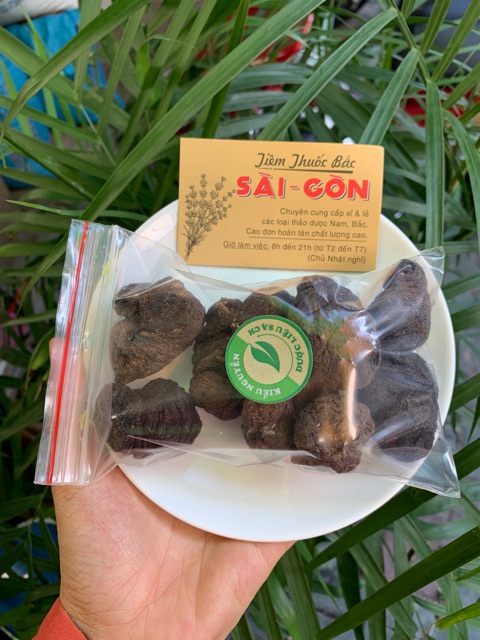 Tiệm Thuốc Bắc
SÀI-GÒN
Chuyên cung cấp sỉ & lẻ
các loại thảo dược Nam, Bắc.
Cao đơn hoàn tán chất lượng cao.
Giờ làm việc: 8h đến 21h (từ T2 đến T7)
(Chủ Nhật nghỉ)
DƯỢC LIỆU SẠCH
KIỀU NGUYỄN